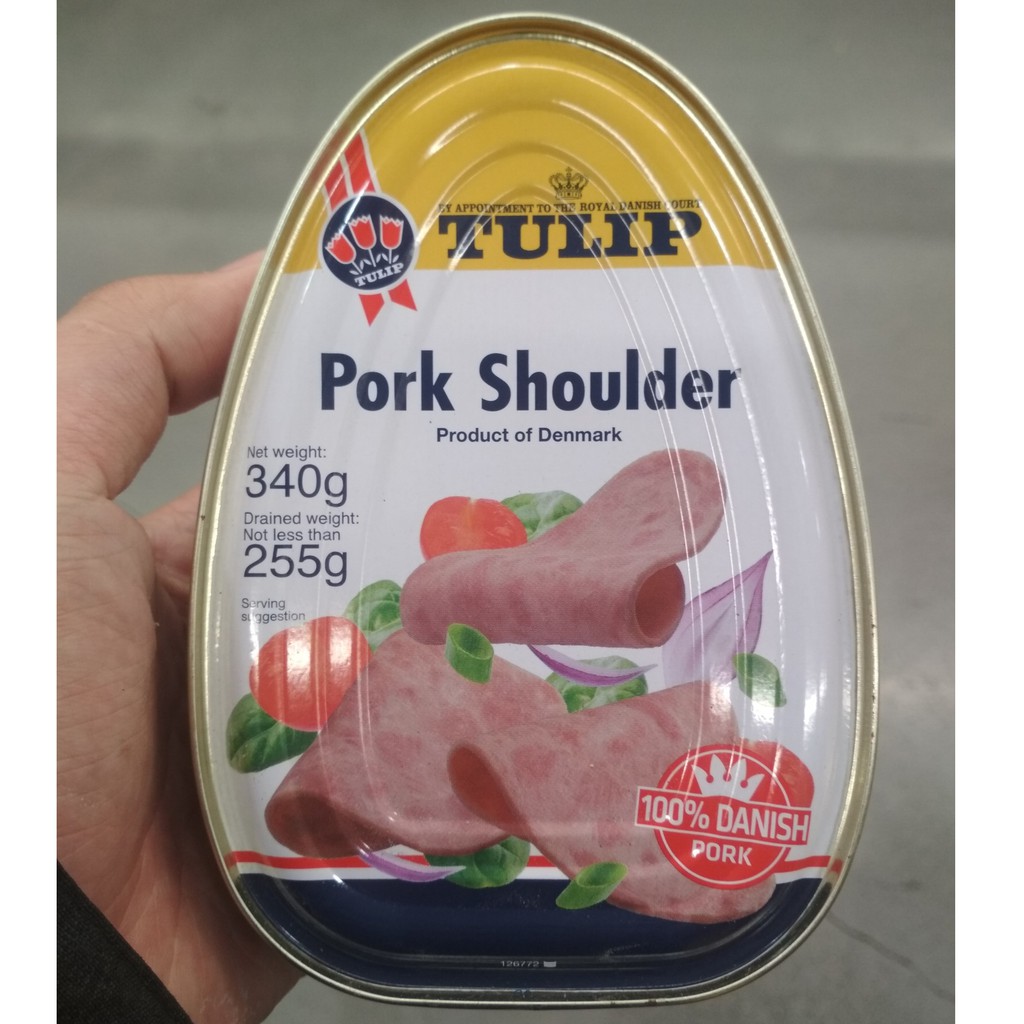 BY APPOINTMENT TO THE ROYAL DANISH COURT
TULIP
TULIP
Pork Shoulder
Product of Denmark
Net weight:
340g
Drained weight:
Not less than
255g
Serving
suggestion
100% DANISH
PORK
126772